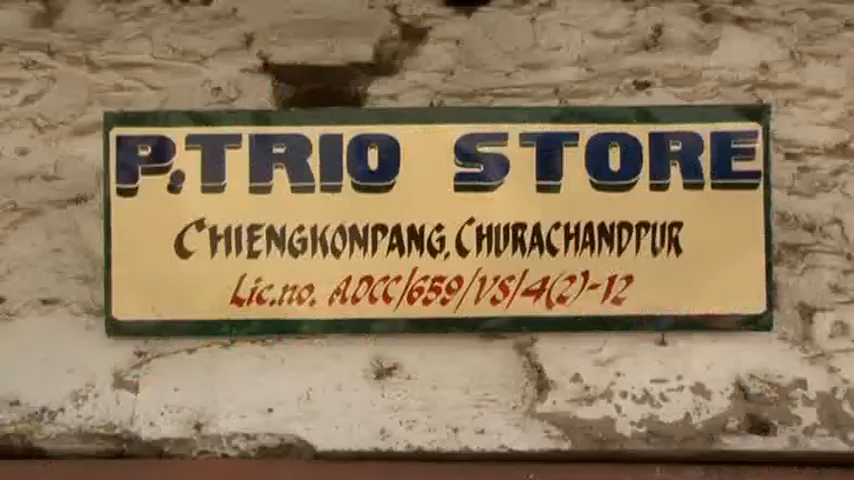 P.TRIO STORE
CHIENGKONPANG, CHURACHANDPUR
Lic.no. ADCC/659/VS/4(2)-12